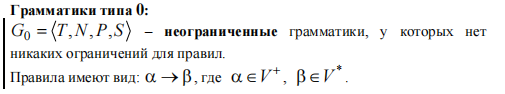 Грамматики типа 0:
G₀ = ⟨T, N, P, S⟩ – неограниченные грамматики, у которых нет
никаких ограничений для правил.
Правила имеют вид: α → β, где α ∈ V⁺, β ∈ V*.